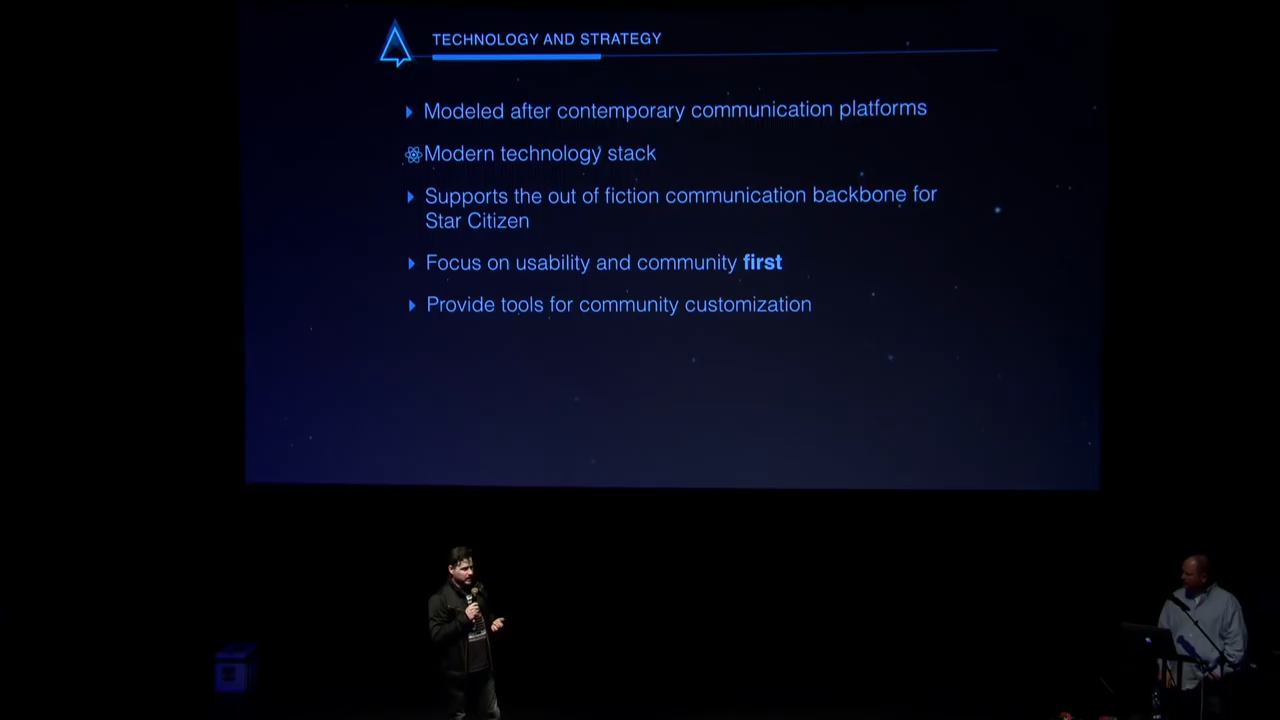 TECHNOLOGY AND STRATEGY
Modeled after contemporary communication platforms
Modern technology stack
Supports the out of fiction communication backbone for
Star Citizen
Focus on usability and community first
Provide tools for community customization